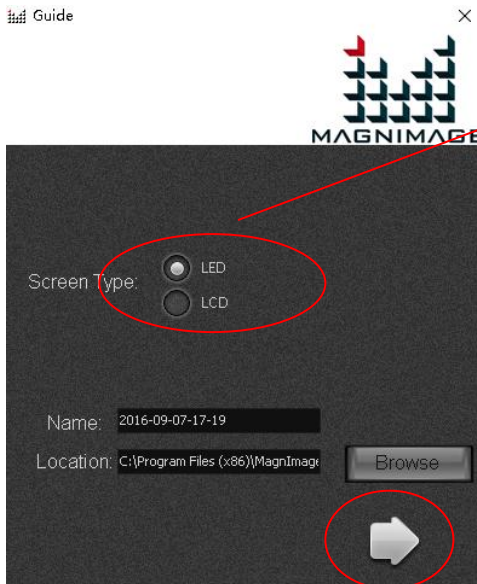 Guide
MAGNIMAGE
Screen Type:
LED
LCD
Name: 2016-09-07-17-19
Location: C:\Program Files (x86)\MagnImage
Browse